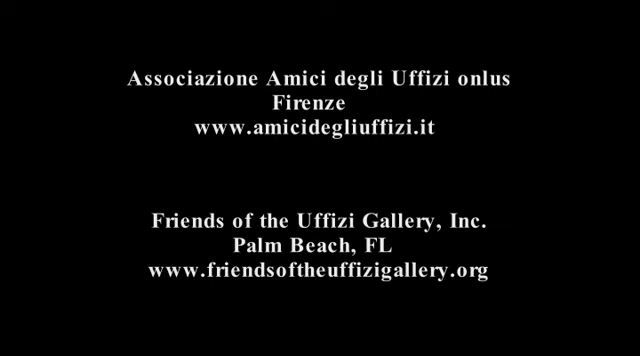 Associazione Amici degli Uffizi onlus
Firenze
www.amicidegliuffizi.it
Friends of the Uffizi Gallery, Inc.
Palm Beach, FL
www.friendsoftheuffizigallery.org